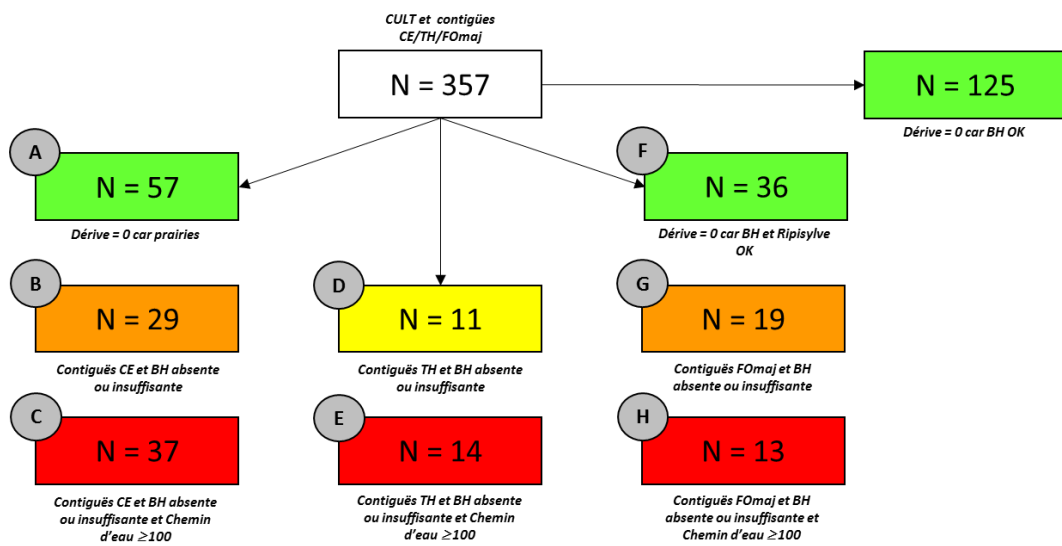 CULT et contigües
CE/TH/FOmaj
N = 357
N = 125
Dérive = 0 car BH OK
A
N = 57
Dérive = 0 car prairies
F
N = 36
Dérive = 0 car BH et Ripisylve
OK
B
N = 29
Contiguës CE et BH absente
ou insuffisante
D
N = 11
Contiguës TH et BH absente
ou insuffisante
G
N = 19
Contiguës FOmaj et BH
absente ou insuffisante
C
N = 37
Contiguës CE et BH absente
ou insuffisante et Chemin
d'eau ≥100
E
N = 14
Contiguës TH et BH absente
ou insuffisante et Chemin
d'eau ≥100
H
N = 13
Contiguës FOmaj et BH
absente ou insuffisante et
Chemin d'eau ≥100